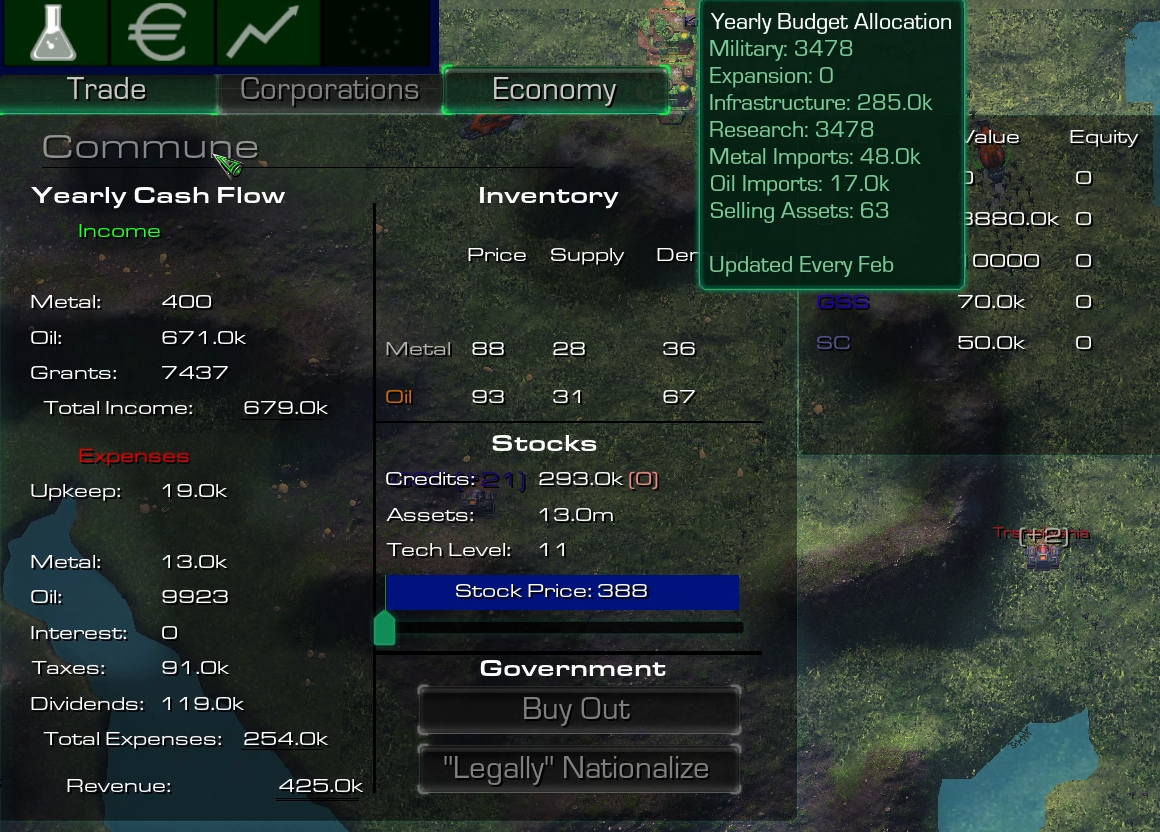 Yearly Budget Allocation
Military: 3478
Expansion: 0
Infrastructure: 285.0k
Research: 3478
Metal Imports: 48.0k
Oil Imports: 17.0k
Selling Assets: 63
Updated Every Feb
Trade Corporations Economy
Commune
Yearly Cash Flow
Income
Metal: 400
Oil: 671.0k
Grants: 7437
Total Income: 679.0k
Expenses
Upkeep: 19.0k
Metal: 13.0k
Oil: 9923
Interest: 0
Taxes: 91.0k
Dividends: 119.0k
Total Expenses: 254.0k
Revenue: 425.0k
Inventory
Price Supply
Metal 88 28 36
Oil 93 31 67
Stocks
Credits: 293.0k (0)
Assets: 13.0m
Tech Level: 11
Stock Price: 388
Government
Buy Out
"Legally" Nationalize
Value Equity
0
880.0k 0
0000 0
GSS 70.0k 0
SC 50.0k 0
(+2)